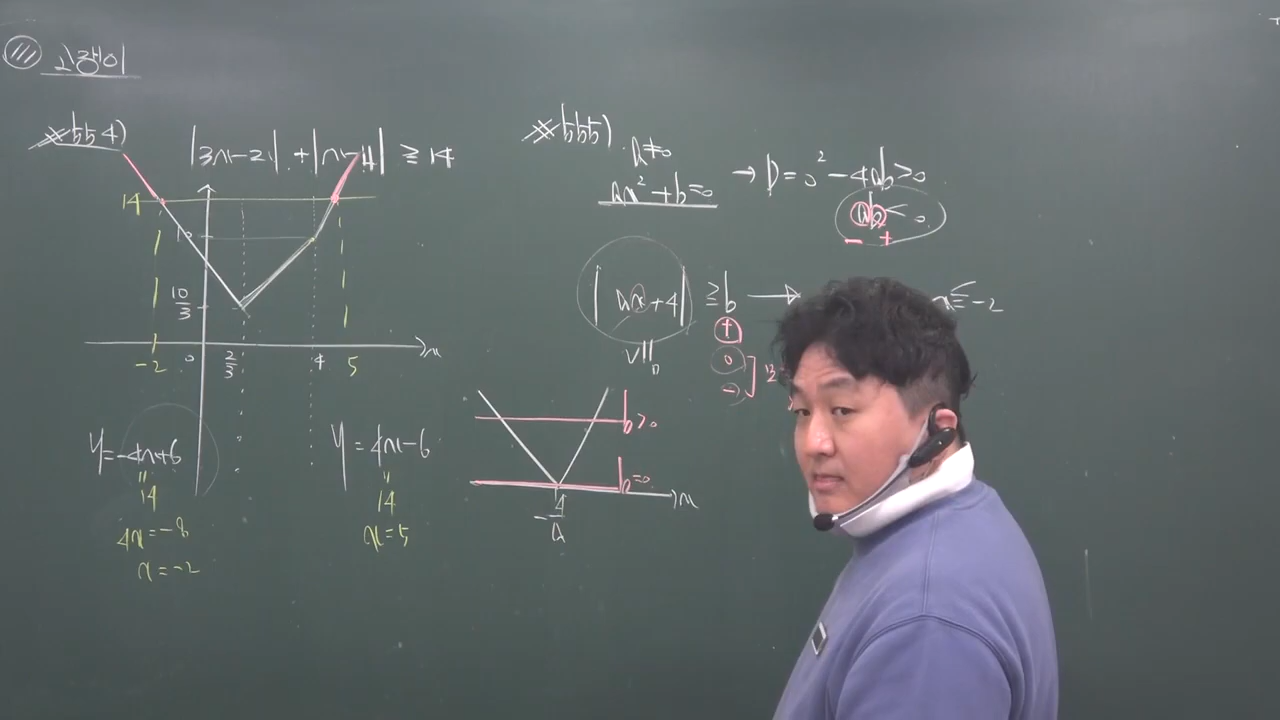 고쟁이
554)
|3x-2| + |x-4| ≥ 14
14
10
10/3
-2
0
2/3
4
5
x
y=-4x+6
"
14
4x=-8
x=-2
y=4x-6
"
14
x=5
555)
a≠0
ax²+b=0
→ D=0²-4ab>0
ab<0
- +
|ax+4| ≥b →
≤-2
+
0
-
V||
0
b>0
b=0
x
-4/a